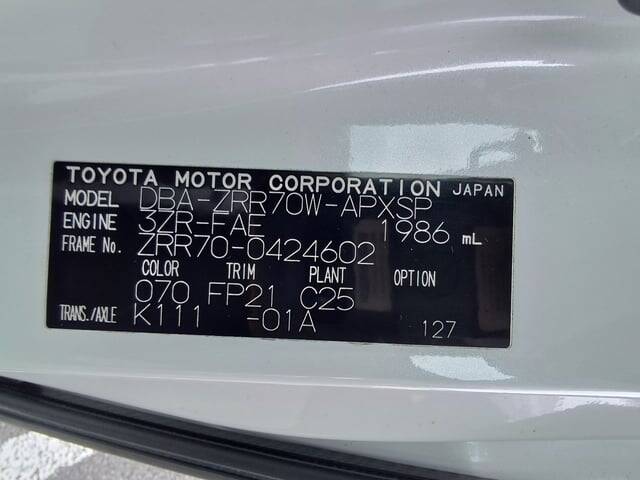 TOYOTA MOTOR CORPORATION JAPAN
MODEL DBA-ZRR70W-APXSP
ENGINE 3ZR-FAE 1986 mL
FRAME No. ZRR70-0424602
COLOR TRIM PLANT OPTION
070 FP21 C25
TRANS./AXLE K111 -01A 127